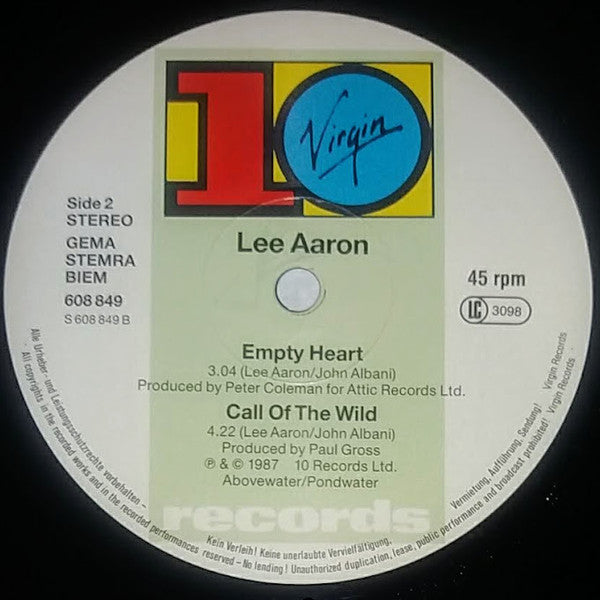 10
Virgin
Side 2
STEREO
GEMA
STEMRA
BIEM
608 849
S 608 849 B
Lee Aaron
45 rpm
LC 3098
Empty Heart
3.04 (Lee Aaron/John Albani)
Produced by Peter Coleman for Attic Records Ltd.
Call Of The Wild
4.22 (Lee Aaron/John Albani)
Produced by Paul Gross
℗ & © 1987 10 Records Ltd.
Abovewater/Pondwater
records
Alle Urheber- und Leistungsschutzrechte vorbehalten – Kein Verleih! Keine unerlaubte Vervielfältigung, Vermietung, Aufführung, Sendung! Virgin Records
· All copyrights in the recorded works and in the recorded performances reserved – No lending! Unauthorized duplication, lease, public performance and broadcast prohibited! Virgin Records ·